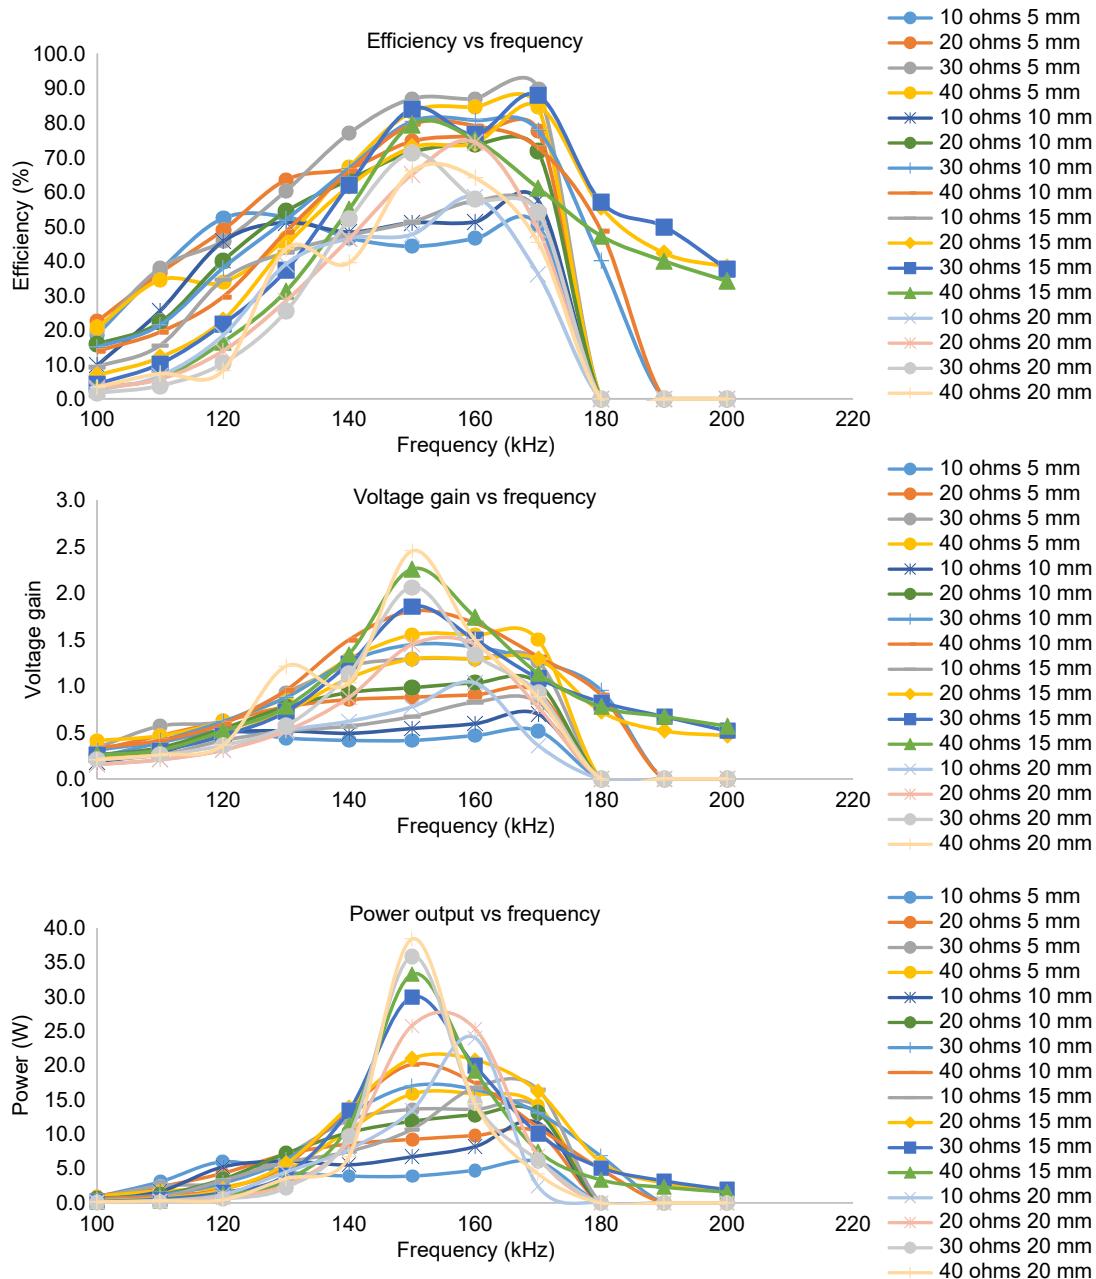 Efficiency vs frequency
100.0
90.0
80.0
70.0
60.0
50.0
40.0
30.0
20.0
10.0
0.0
Efficiency (%)
100 120 140 160 180 200 220
Frequency (kHz)
10 ohms 5 mm
20 ohms 5 mm
30 ohms 5 mm
40 ohms 5 mm
10 ohms 10 mm
20 ohms 10 mm
30 ohms 10 mm
40 ohms 10 mm
10 ohms 15 mm
20 ohms 15 mm
30 ohms 15 mm
40 ohms 15 mm
10 ohms 20 mm
20 ohms 20 mm
30 ohms 20 mm
40 ohms 20 mm
Voltage gain vs frequency
3.0
2.5
2.0
1.5
1.0
0.5
0.0
Voltage gain
100 120 140 160 180 200 220
Frequency (kHz)
10 ohms 5 mm
20 ohms 5 mm
30 ohms 5 mm
40 ohms 5 mm
10 ohms 10 mm
20 ohms 10 mm
30 ohms 10 mm
40 ohms 10 mm
10 ohms 15 mm
20 ohms 15 mm
30 ohms 15 mm
40 ohms 15 mm
10 ohms 20 mm
20 ohms 20 mm
30 ohms 20 mm
40 ohms 20 mm
Power output vs frequency
40.0
35.0
30.0
25.0
20.0
15.0
10.0
5.0
0.0
Power (W)
100 120 140 160 180 200 220
Frequency (kHz)
10 ohms 5 mm
20 ohms 5 mm
30 ohms 5 mm
40 ohms 5 mm
10 ohms 10 mm
20 ohms 10 mm
30 ohms 10 mm
40 ohms 10 mm
10 ohms 15 mm
20 ohms 15 mm
30 ohms 15 mm
40 ohms 15 mm
10 ohms 20 mm
20 ohms 20 mm
30 ohms 20 mm
40 ohms 20 mm